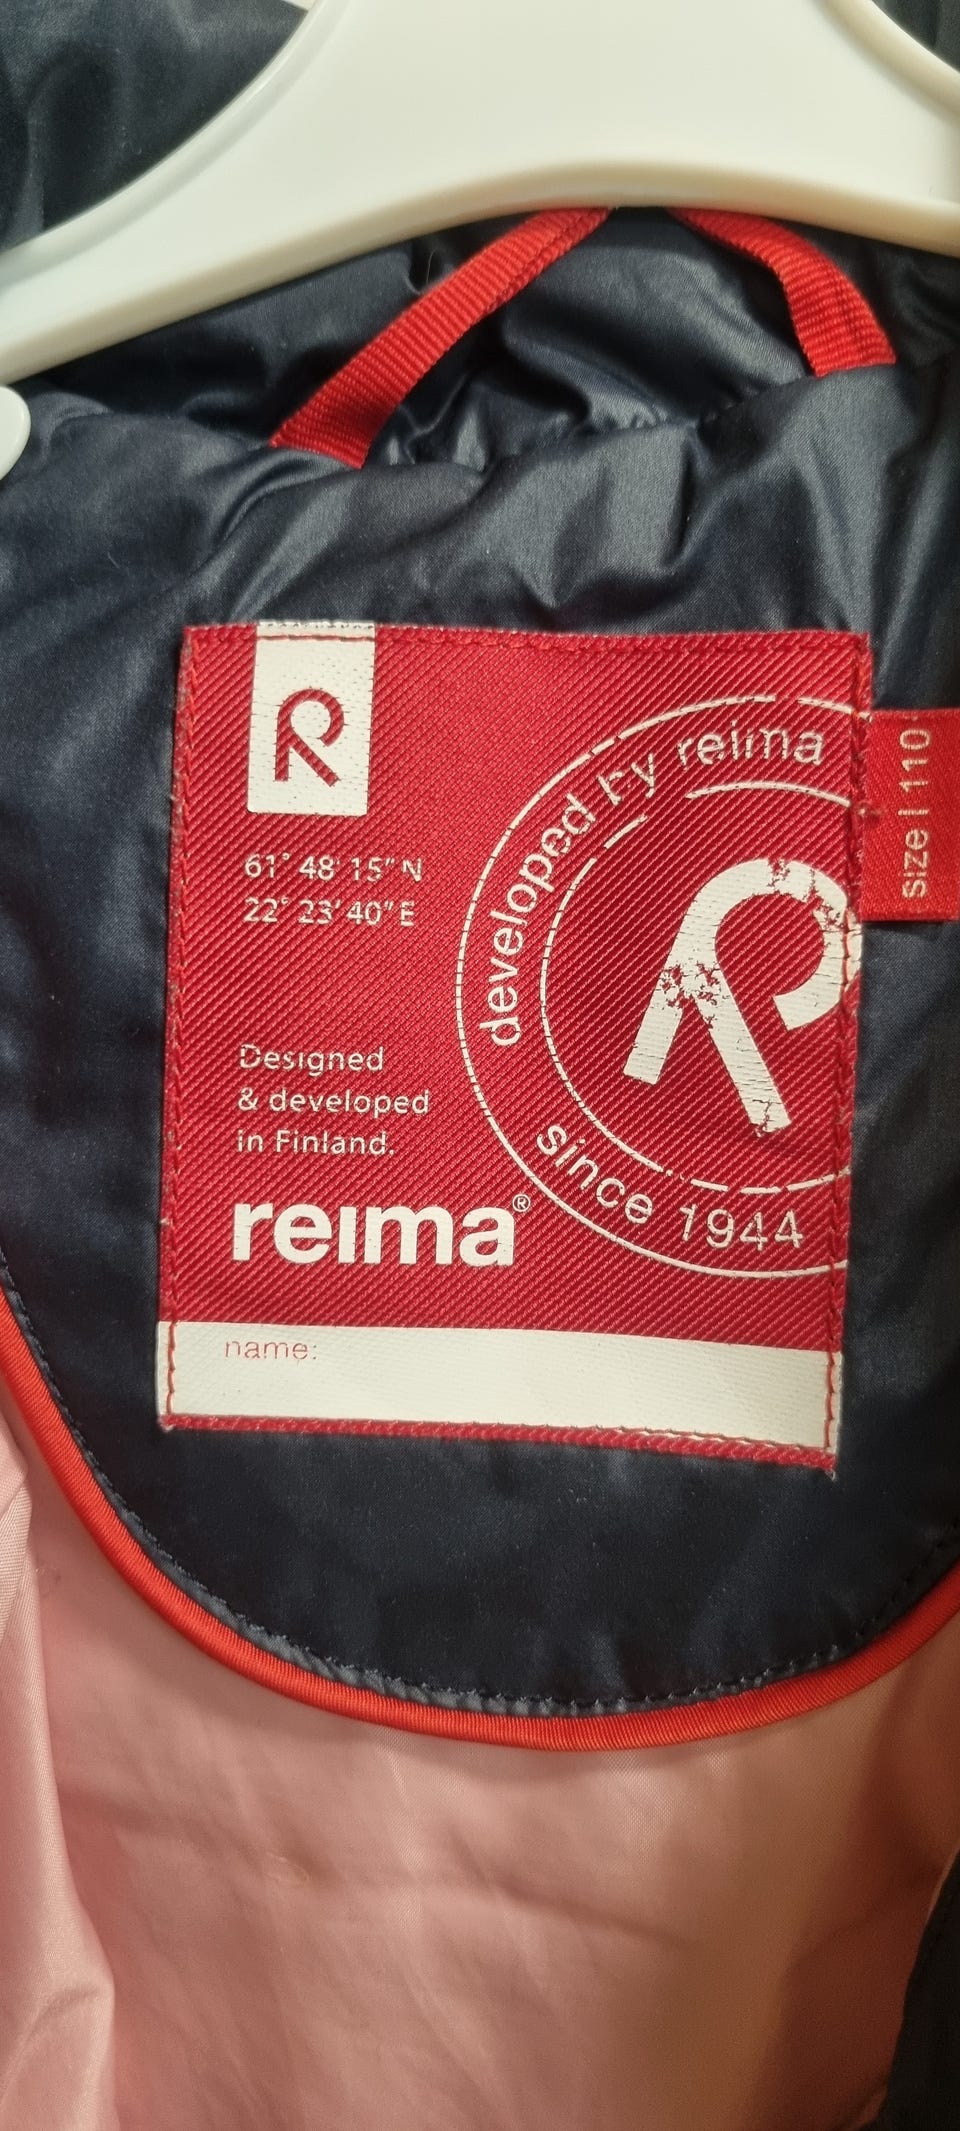 R
61° 48' 15" N
22° 23' 40" E
developed by reima
R
since 1944
Designed
& developed
in Finland.
reima®
name:
size | 110